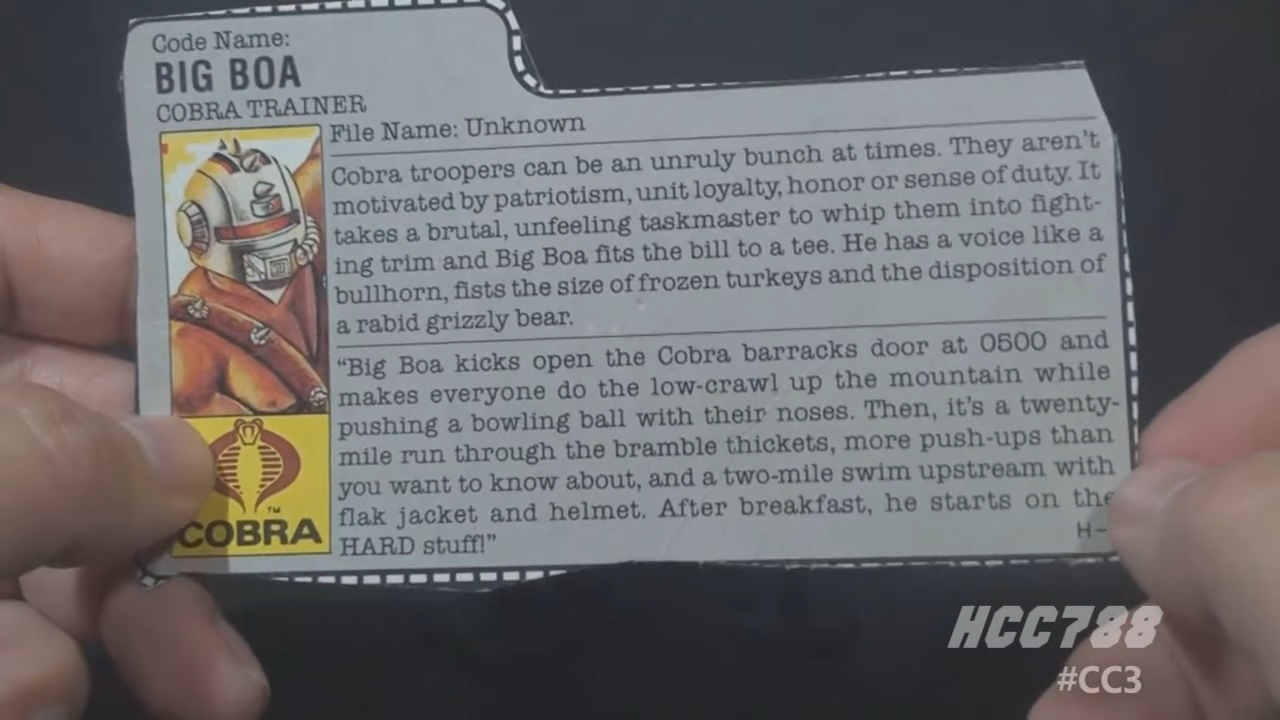 Code Name:
BIG BOA
COBRA TRAINER
File Name: Unknown
Cobra troopers can be an unruly bunch at times. They aren't
motivated by patriotism, unit loyalty, honor or sense of duty. It
takes a brutal, unfeeling taskmaster to whip them into fight-
ing trim and Big Boa fits the bill to a tee. He has a voice like a
bullhorn, fists the size of frozen turkeys and the disposition of
a rabid grizzly bear.
"Big Boa kicks open the Cobra barracks door at 0500 and
makes everyone do the low-crawl up the mountain while
pushing a bowling ball with their noses. Then, it's a twenty-
mile run through the bramble thickets, more push-ups than
you want to know about, and a two-mile swim upstream with
flak jacket and helmet. After breakfast, he starts on the
HARD stuff!"
H-
TM
COBRA
HCC788
#CC3